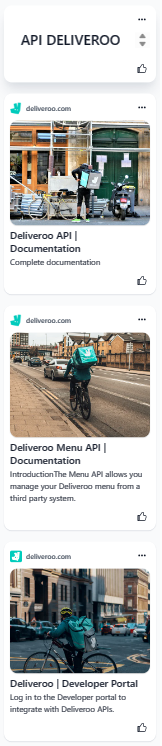 API DELIVEROO
deliveroo.com
Deliveroo API |
Documentation
Complete documentation
deliveroo.com
Deliveroo Menu API |
Documentation
IntroductionThe Menu API allows you
manage your Deliveroo menu from a
third party system.
deliveroo.com
Deliveroo | Developer Portal
Log in to the Developer portal to
integrate with Deliveroo APIs.